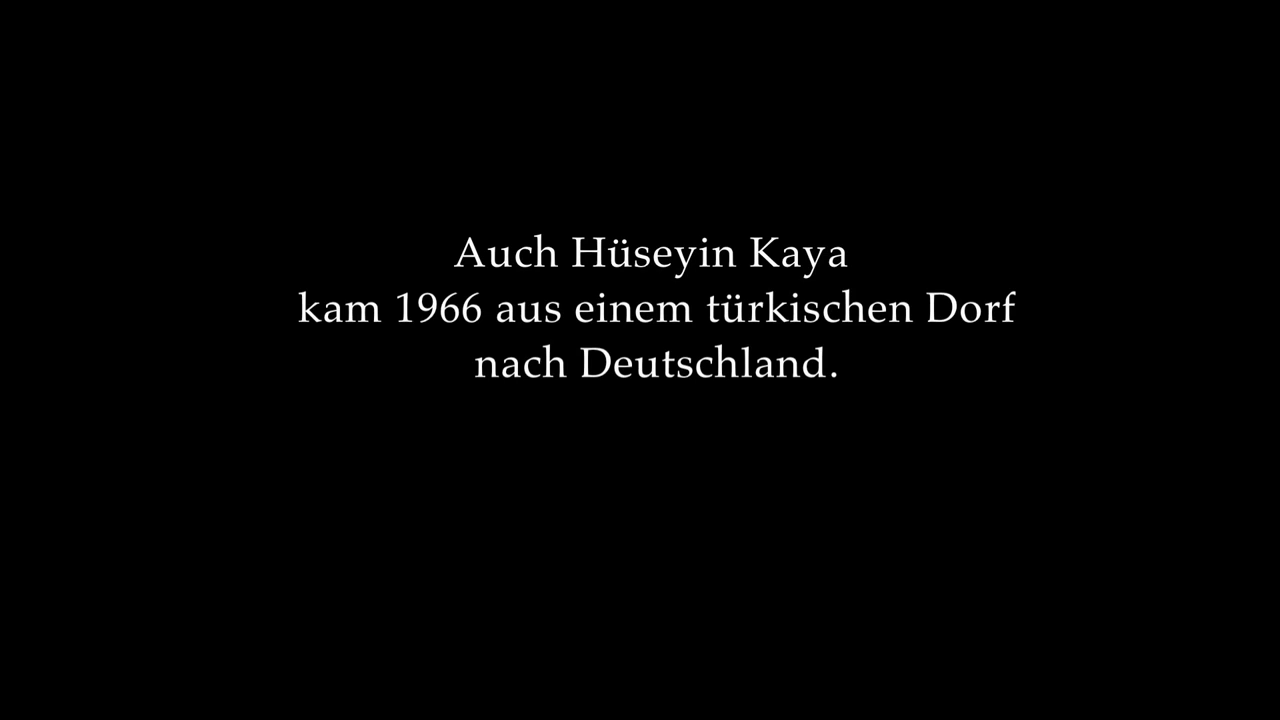 Auch Hüseyin Kaya
kam 1966 aus einem türkischen Dorf
nach Deutschland.